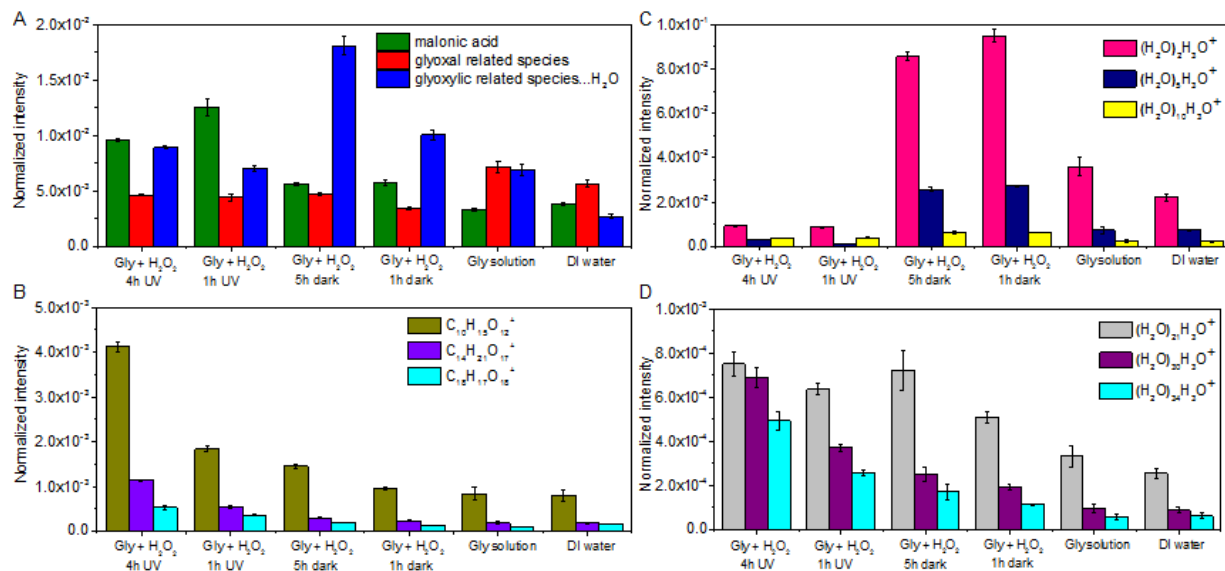 A
2.0x10⁻²
1.5x10⁻²
1.0x10⁻²
5.0x10⁻³
0.0
Normalized intensity
malonic acid
glyoxal related species
glyoxylic related species...H₂O
Gly + H₂O₂ 4h UV
Gly + H₂O₂ 1h UV
Gly + H₂O₂ 5h dark
Gly + H₂O₂ 1h dark
Gly solution
DI water
B
5.0x10⁻³
4.0x10⁻³
3.0x10⁻³
2.0x10⁻³
1.0x10⁻³
0.0
Normalized intensity
C₁₀H₁₅O₁₂⁺
C₁₄H₂₁O₁₇⁺
C₁₈H₁₇O₁₈⁺
Gly + H₂O₂ 4h UV
Gly + H₂O₂ 1h UV
Gly + H₂O₂ 5h dark
Gly + H₂O₂ 1h dark
Gly solution
DI water
C
1.0x10⁻¹
8.0x10⁻²
6.0x10⁻²
4.0x10⁻²
2.0x10⁻²
0.0
Normalized intensity
(H₂O)₂H₃O⁺
(H₂O)₅H₃O⁺
(H₂O)₁₀H₃O⁺
Gly + H₂O₂ 4h UV
Gly + H₂O₂ 1h UV
Gly + H₂O₂ 5h dark
Gly + H₂O₂ 1h dark
Gly solution
DI water
D
8.0x10⁻⁴
6.0x10⁻⁴
4.0x10⁻⁴
2.0x10⁻⁴
0.0
Normalized intensity
(H₂O)₂₁H₃O⁺
(H₂O)₃₀H₃O⁺
(H₂O)₃₄H₃O⁺
Gly + H₂O₂ 4h UV
Gly + H₂O₂ 1h UV
Gly + H₂O₂ 5h dark
Gly + H₂O₂ 1h dark
Gly solution
DI water